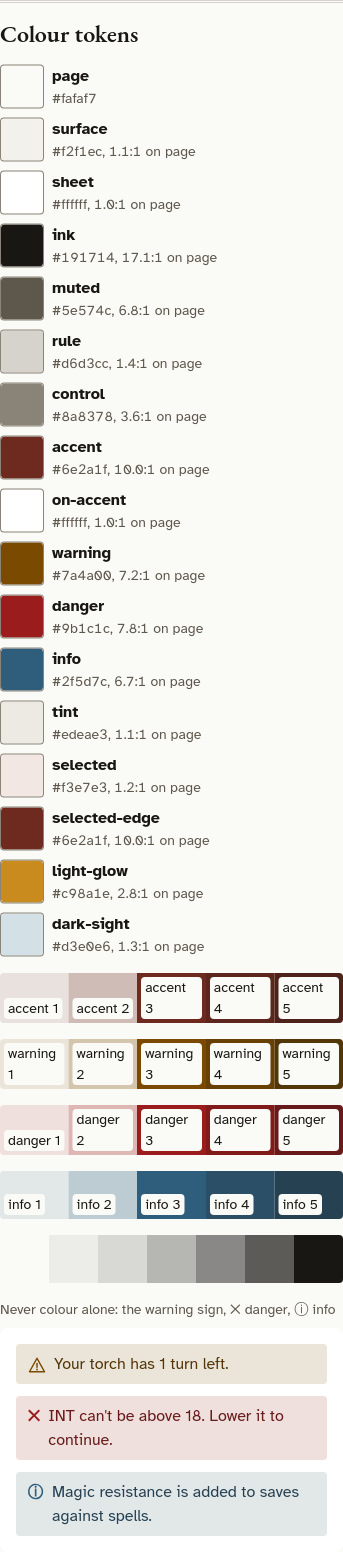 Colour tokens
page
#fafaf7
surface
#f2f1ec, 1.1:1 on page
sheet
#ffffff, 1.0:1 on page
ink
#191714, 17.1:1 on page
muted
#5e574c, 6.8:1 on page
rule
#d6d3cc, 1.4:1 on page
control
#8a8378, 3.6:1 on page
accent
#6e2a1f, 10.0:1 on page
on-accent
#ffffff, 1.0:1 on page
warning
#7a4a00, 7.2:1 on page
danger
#9b1c1c, 7.8:1 on page
info
#2f5d7c, 6.7:1 on page
tint
#edeae3, 1.1:1 on page
selected
#f3e7e3, 1.2:1 on page
selected-edge
#6e2a1f, 10.0:1 on page
light-glow
#c98a1e, 2.8:1 on page
dark-sight
#d3e0e6, 1.3:1 on page
accent 1 accent 2 accent 3 accent 4 accent 5
warning 1 warning 2 warning 3 warning 4 warning 5
danger 1 danger 2 danger 3 danger 4 danger 5
info 1 info 2 info 3 info 4 info 5
Never colour alone: the warning sign, ✕ danger, ⓘ info
⚠ Your torch has 1 turn left.
✕ INT can't be above 18. Lower it to
continue.
ⓘ Magic resistance is added to saves
against spells.